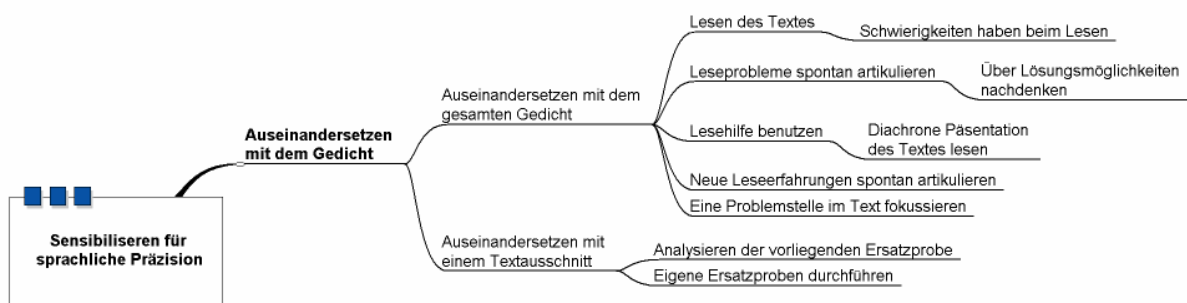 Sensibiliseren für
sprachliche Präzision
Auseinandersetzen
mit dem Gedicht
Auseinandersetzen mit dem
gesamten Gedicht
Lesen des Textes
Schwierigkeiten haben beim Lesen
Leseprobleme spontan artikulieren
Über Lösungsmöglichkeiten
nachdenken
Lesehilfe benutzen
Diachrone Päsentation
des Textes lesen
Neue Leseerfahrungen spontan artikulieren
Eine Problemstelle im Text fokussieren
Auseinandersetzen mit
einem Textausschnitt
Analysieren der vorliegenden Ersatzprobe
Eigene Ersatzproben durchführen